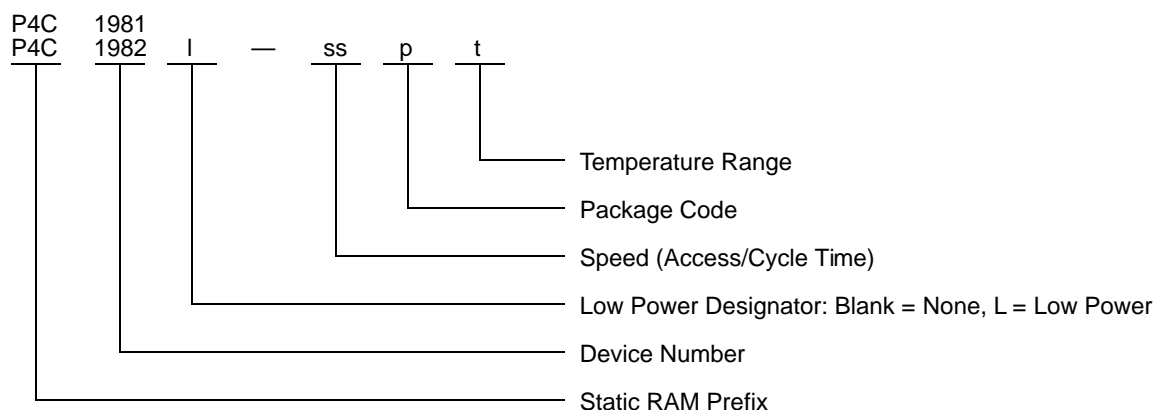 P4C 1981
P4C 1982 l — ss p t
Temperature Range
Package Code
Speed (Access/Cycle Time)
Low Power Designator: Blank = None, L = Low Power
Device Number
Static RAM Prefix